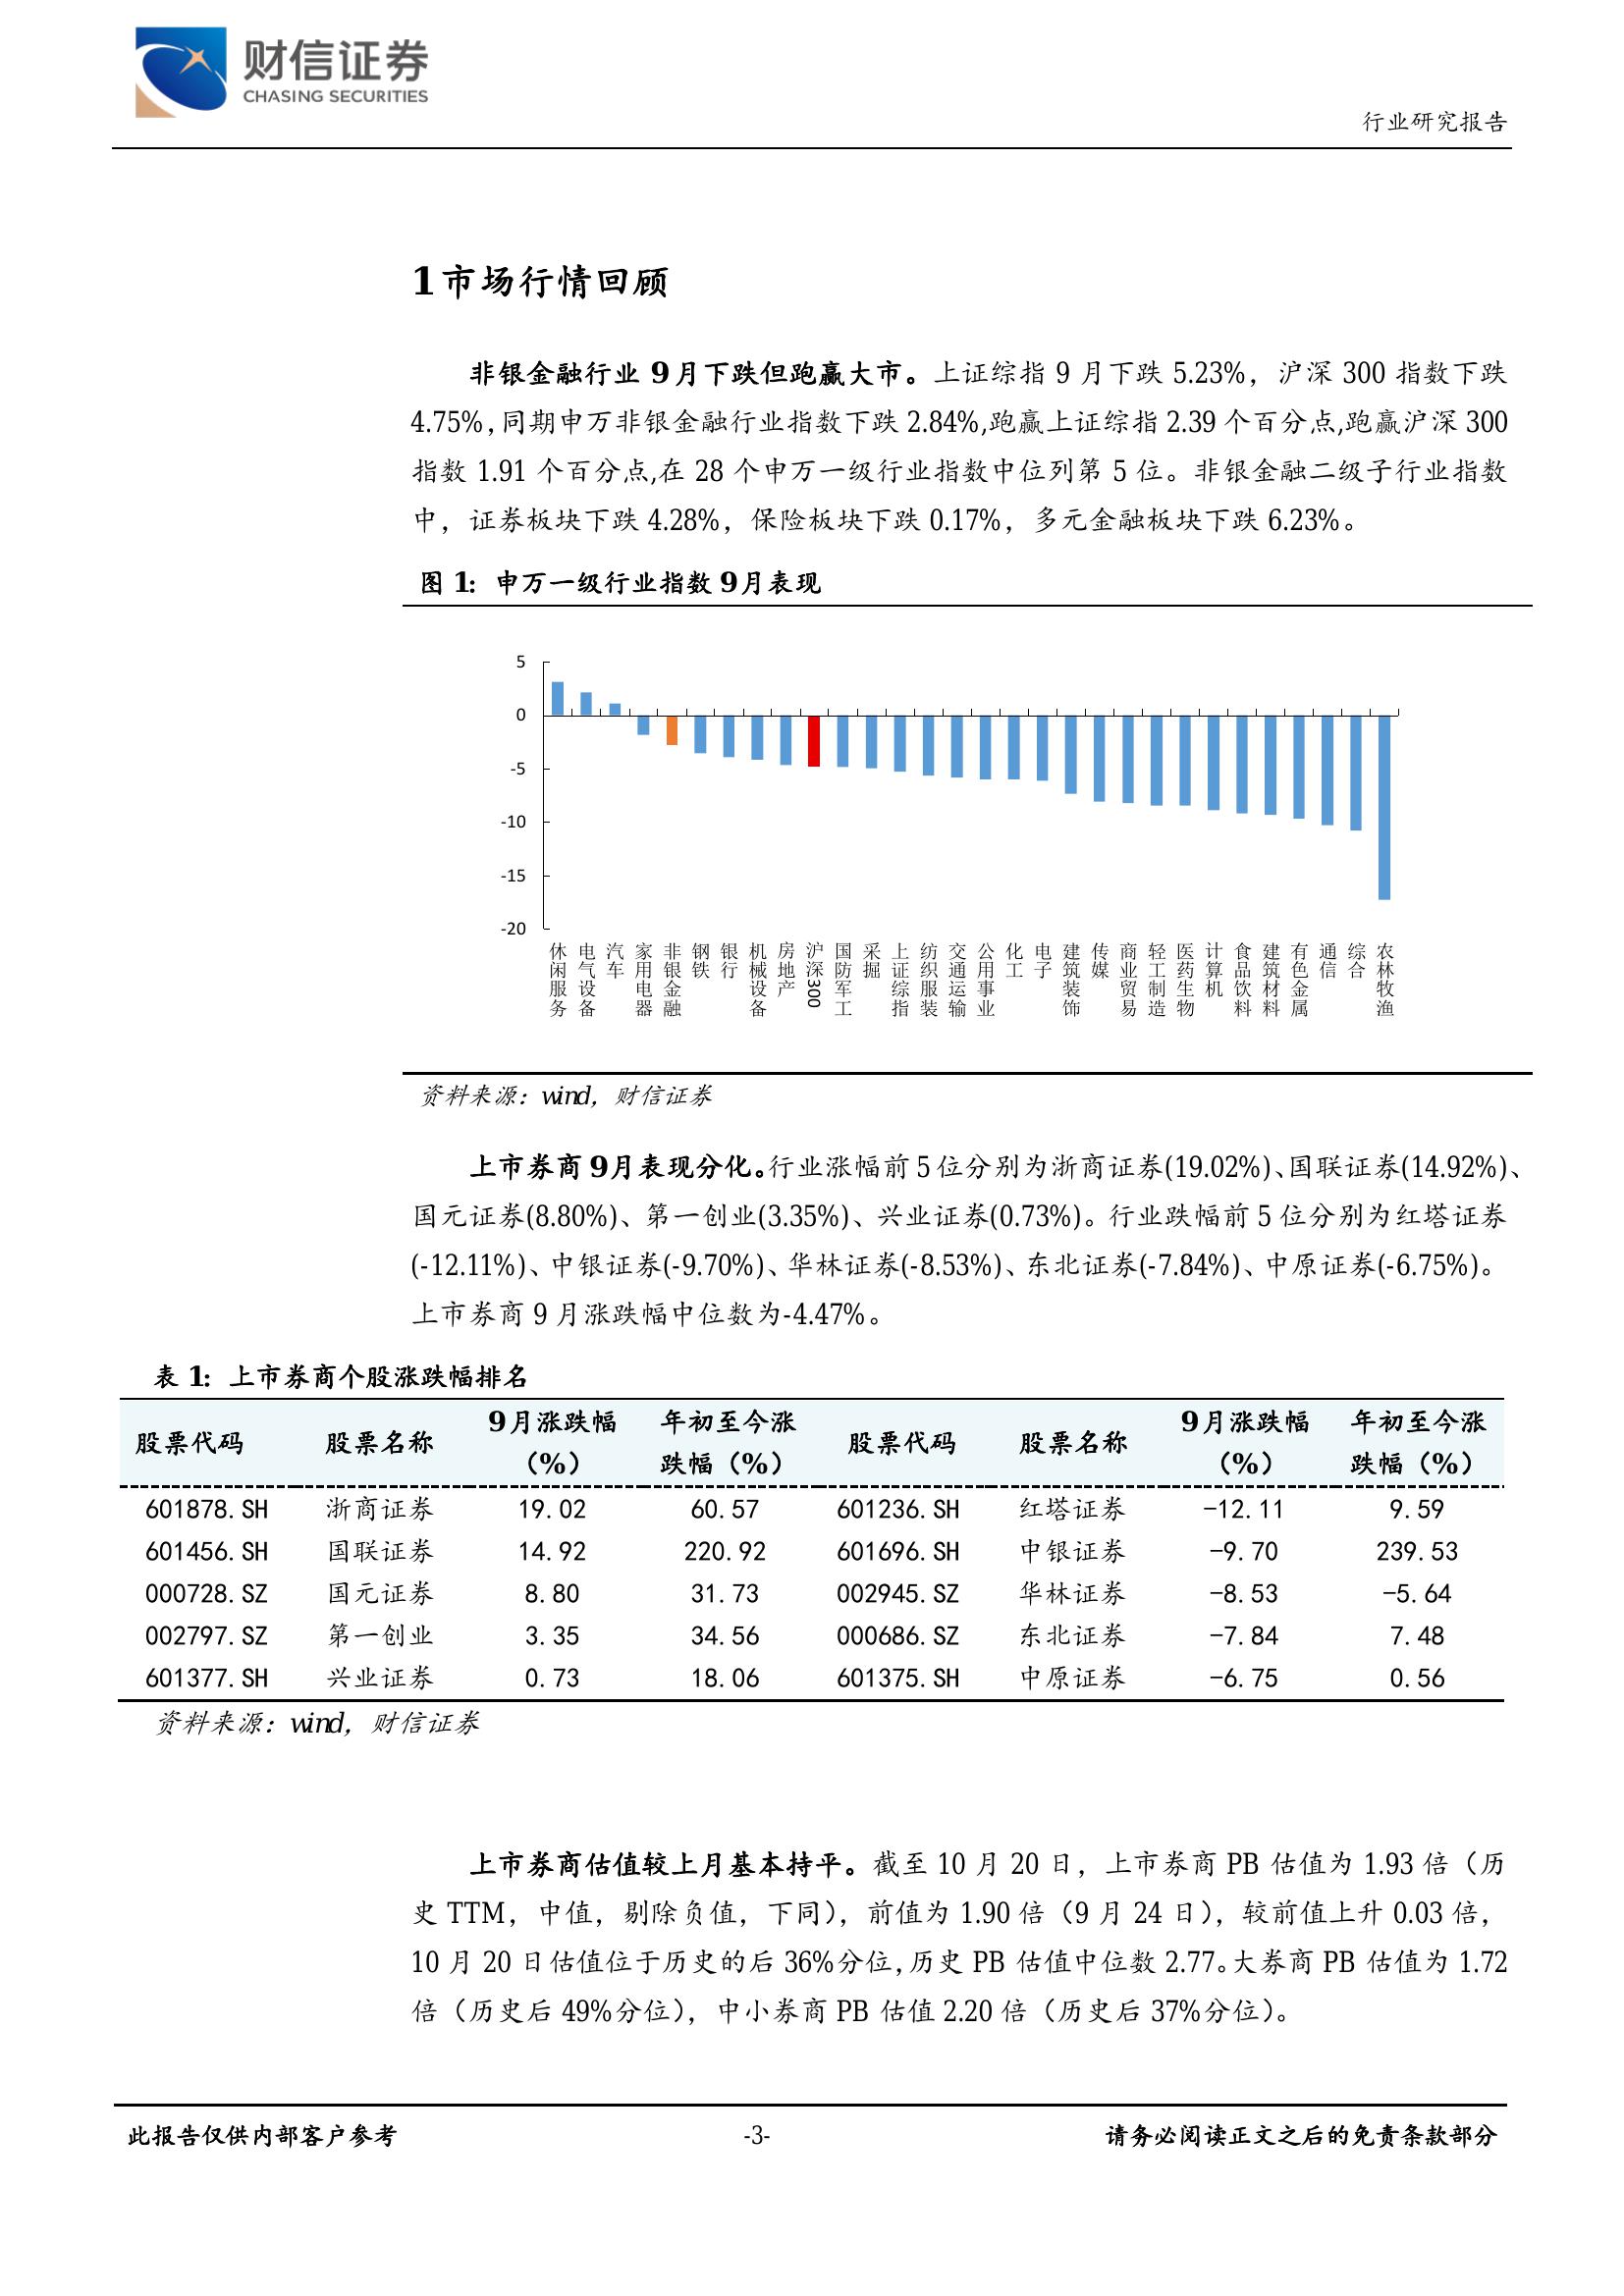 财信证券
CHASING SECURITIES
行业研究报告
1 市场行情回顾
非银金融行业 9 月下跌但跑赢大市。上证综指 9 月下跌 5.23%，沪深 300 指数下跌
4.75%,同期申万非银金融行业指数下跌 2.84%,跑赢上证综指 2.39 个百分点,跑赢沪深 300
指数 1.91 个百分点,在 28 个申万一级行业指数中位列第 5 位。非银金融二级子行业指数
中，证券板块下跌 4.28%，保险板块下跌 0.17%，多元金融板块下跌 6.23%。
图 1：申万一级行业指数 9 月表现
5
0
-5
-10
-15
-20
休闲服务 电气设备 汽车 家用电器 非银金融 钢铁 银行 机械设备 房地产 沪深300 国防军工 采掘 上证综指 纺织服装 交通运输 公用事业 化工 电子 建筑装饰 传媒 商业贸易 轻工制造 医药生物 计算机 食品饮料 建筑材料 有色金属 通信 综合 农林牧渔
资料来源：wind，财信证券
上市券商 9 月表现分化。行业涨幅前 5 位分别为浙商证券(19.02%)、国联证券(14.92%)、
国元证券(8.80%)、第一创业(3.35%)、兴业证券(0.73%)。行业跌幅前 5 位分别为红塔证券
(-12.11%)、中银证券(-9.70%)、华林证券(-8.53%)、东北证券(-7.84%)、中原证券(-6.75%)。
上市券商 9 月涨跌幅中位数为-4.47%。
表 1：上市券商个股涨跌幅排名
股票代码 股票名称 9 月涨跌幅（%） 年初至今涨跌幅（%） 股票代码 股票名称 9 月涨跌幅（%） 年初至今涨跌幅（%）
601878.SH 浙商证券 19.02 60.57 601236.SH 红塔证券 -12.11 9.59
601456.SH 国联证券 14.92 220.92 601696.SH 中银证券 -9.70 239.53
000728.SZ 国元证券 8.80 31.73 002945.SZ 华林证券 -8.53 -5.64
002797.SZ 第一创业 3.35 34.56 000686.SZ 东北证券 -7.84 7.48
601377.SH 兴业证券 0.73 18.06 601375.SH 中原证券 -6.75 0.56
资料来源：wind，财信证券
上市券商估值较上月基本持平。截至 10 月 20 日，上市券商 PB 估值为 1.93 倍（历
史 TTM，中值，剔除负值，下同），前值为 1.90 倍（9 月 24 日），较前值上升 0.03 倍，
10 月 20 日估值位于历史的后 36%分位,历史 PB 估值中位数 2.77。大券商 PB 估值为 1.72
倍（历史后 49%分位），中小券商 PB 估值 2.20 倍（历史后 37%分位）。
此报告仅供内部客户参考 -3- 请务必阅读正文之后的免责条款部分